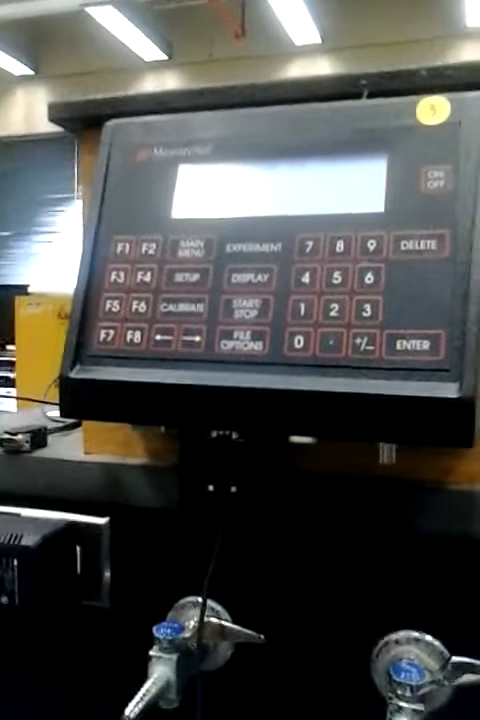 9
ON/
OFF
F1 F2 MAIN MENU EXPERIMENT 7 8 9 DELETE
F3 F4 SETUP DISPLAY 4 5 6
F5 F6 CALIBRATE START/ STOP 1 2 3
F7 F8 ← → FILE OPTIONS 0 . +/_ ENTER